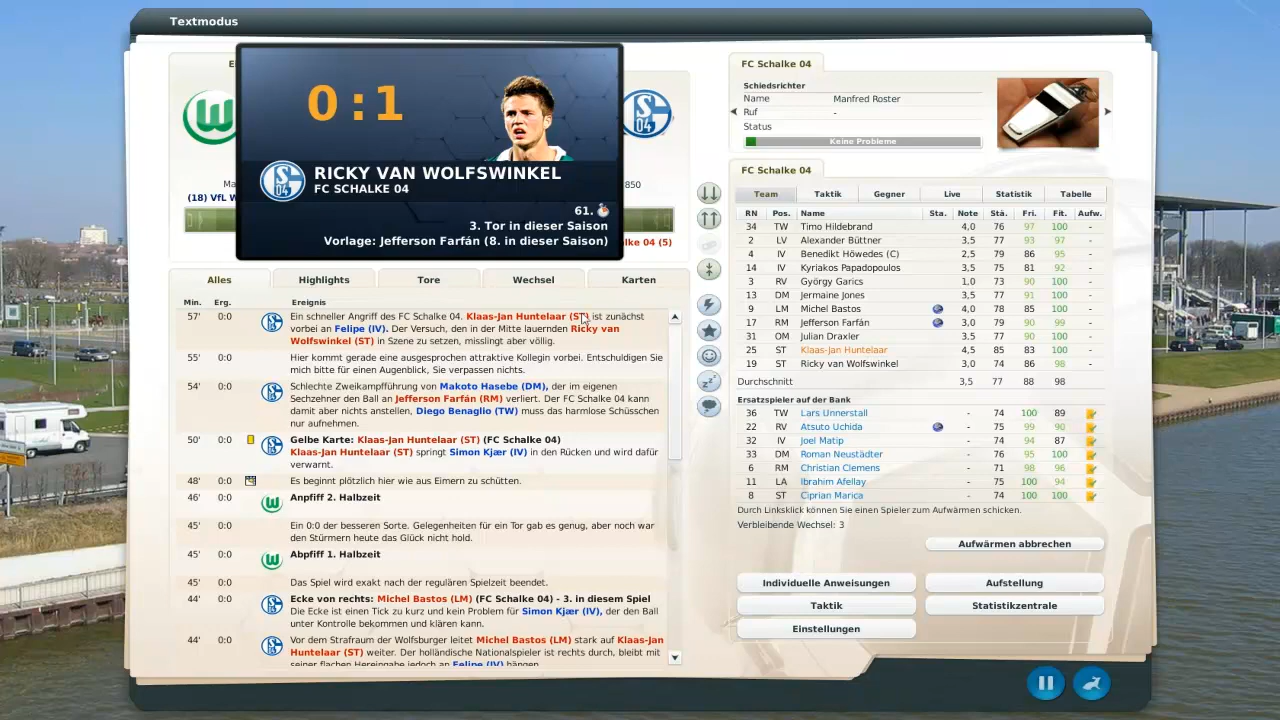 Textmodus
0 : 1
RICKY VAN WOLFSWINKEL
FC SCHALKE 04
61.
3. Tor in dieser Saison
Vorlage: Jefferson Farfán (8. in dieser Saison)
850
(18) VfL W
lke 04 (5)
Alles Highlights Tore Wechsel Karten
Min. Erg. Ereignis
57' 0:0 Ein schneller Angriff des FC Schalke 04. Klaas-Jan Huntelaar (ST) ist zunächst
vorbei an Felipe (IV). Der Versuch, den in der Mitte lauernden Ricky van
Wolfswinkel (ST) in Szene zu setzen, misslingt aber völlig.
55' 0:0 Hier kommt gerade eine ausgesprochen attraktive Kollegin vorbei. Entschuldigen Sie
mich bitte für einen Augenblick, Sie verpassen nichts.
54' 0:0 Schlechte Zweikampfführung von Makoto Hasebe (DM), der im eigenen
Sechzehner den Ball an Jefferson Farfán (RM) verliert. Der FC Schalke 04 kann
damit aber nichts anstellen, Diego Benaglio (TW) muss das harmlose Schüsschen
nur aufnehmen.
50' 0:0 Gelbe Karte: Klaas-Jan Huntelaar (ST) (FC Schalke 04)
Klaas-Jan Huntelaar (ST) springt Simon Kjær (IV) in den Rücken und wird dafür
verwarnt.
48' 0:0 Es beginnt plötzlich hier wie aus Eimern zu schütten.
46' 0:0 Anpfiff 2. Halbzeit
45' 0:0 Ein 0:0 der besseren Sorte. Gelegenheiten für ein Tor gab es genug, aber noch war
den Stürmern heute das Glück nicht hold.
45' 0:0 Abpfiff 1. Halbzeit
45' 0:0 Das Spiel wird exakt nach der regulären Spielzeit beendet.
44' 0:0 Ecke von rechts: Michel Bastos (LM) (FC Schalke 04) - 3. in diesem Spiel
Die Ecke ist einen Tick zu kurz und kein Problem für Simon Kjær (IV), der den Ball
unter Kontrolle bekommen und klären kann.
44' 0:0 Vor dem Strafraum der Wolfsburger leitet Michel Bastos (LM) stark auf Klaas-Jan
Huntelaar (ST) weiter. Der holländische Nationalspieler ist rechts durch, bleibt mit
seiner flachen Hereingabe jedoch an Felipe (IV) hängen.
FC Schalke 04
Schiedsrichter
Name Manfred Roster
Ruf -
Status
Keine Probleme
FC Schalke 04
Team Taktik Gegner Live Statistik Tabelle
RN Pos. Name Sta. Note Stä. Fri. Fit. Aufw.
34 TW Timo Hildebrand 4,0 76 97 100 -
2 LV Alexander Büttner 3,5 77 93 97 -
4 IV Benedikt Höwedes (C) 2,5 79 86 95 -
14 IV Kyriakos Papadopoulos 3,5 75 81 92 -
3 RV György Garics 1,0 73 90 100 -
13 DM Jermaine Jones 3,5 77 91 100 -
9 LM Michel Bastos 4,0 78 85 100 -
17 RM Jefferson Farfán 3,0 79 90 99 -
31 OM Julian Draxler 3,5 77 90 100 -
25 ST Klaas-Jan Huntelaar 4,5 85 83 100 -
19 ST Ricky van Wolfswinkel 3,0 74 86 98 -
Durchschnitt 3,5 77 88 98
Ersatzspieler auf der Bank
36 TW Lars Unnerstall - 74 100 89
22 RV Atsuto Uchida - 75 99 90
32 IV Joel Matip - 74 94 87
33 DM Roman Neustädter - 76 95 100
6 RM Christian Clemens - 71 98 96
11 LA Ibrahim Afellay - 75 100 94
8 ST Ciprian Marica - 74 100 100
Durch Linksklick können Sie einen Spieler zum Aufwärmen schicken.
Verbleibende Wechsel: 3
Aufwärmen abbrechen
Individuelle Anweisungen Aufstellung
Taktik Statistikzentrale
Einstellungen